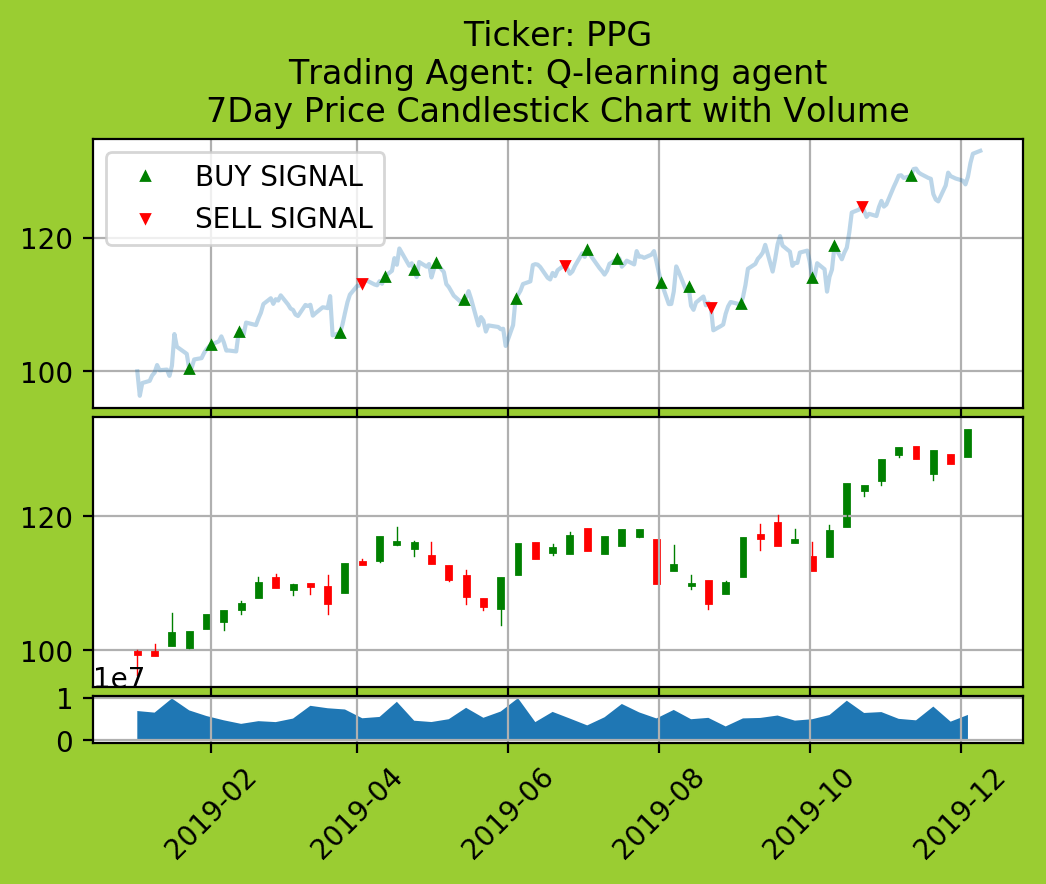 Ticker: PPG
Trading Agent: Q-learning agent
7Day Price Candlestick Chart with Volume
BUY SIGNAL
SELL SIGNAL
120
100
120
100
1e7
1
0
2019-02
2019-04
2019-06
2019-08
2019-10
2019-12